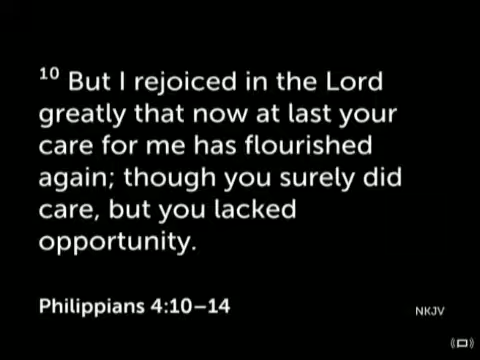 ¹⁰ But I rejoiced in the Lord
greatly that now at last your
care for me has flourished
again; though you surely did
care, but you lacked
opportunity.
Philippians 4:10–14
NKJV